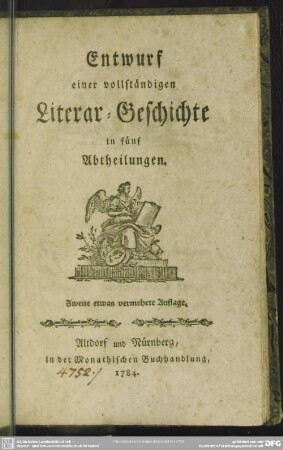 Entwurf
einer vollständigen
Literar-Geschichte
in fünf
Abtheilungen.
Zweite etwas vermehrte Auflage.
Altdorf und Nürnberg,
in der Monathischen Buchhandlung,
1784.
4752./
DFG